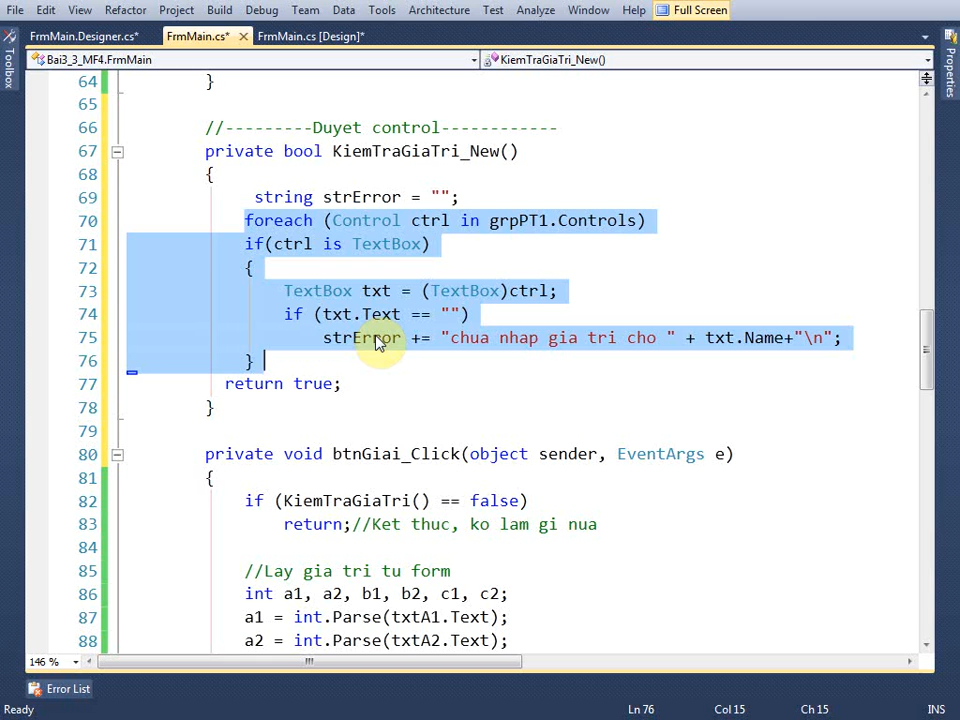 File Edit View Refactor Project Build Debug Team Data Tools Architecture Test Analyze Window Help Full Screen
FrmMain.Designer.cs* FrmMain.cs* FrmMain.cs [Design]*
Toolbox
Properties
Bai3_3_MF4.FrmMain KiemTraGiaTri_New()
64 }
65
66 //---------Duyet control------------
67 private bool KiemTraGiaTri_New()
68 {
69 string strError = "";
70 foreach (Control ctrl in grpPT1.Controls)
71 if(ctrl is TextBox)
72 {
73 TextBox txt = (TextBox)ctrl;
74 if (txt.Text == "")
75 strError += "chua nhap gia tri cho " + txt.Name+"\n";
76 }
77 return true;
78 }
79
80 private void btnGiai_Click(object sender, EventArgs e)
81 {
82 if (KiemTraGiaTri() == false)
83 return;//Ket thuc, ko lam gi nua
84
85 //Lay gia tri tu form
86 int a1, a2, b1, b2, c1, c2;
87 a1 = int.Parse(txtA1.Text);
88 a2 = int.Parse(txtA2.Text);
146 %
Error List
Ready Ln 76 Col 15 Ch 15 INS